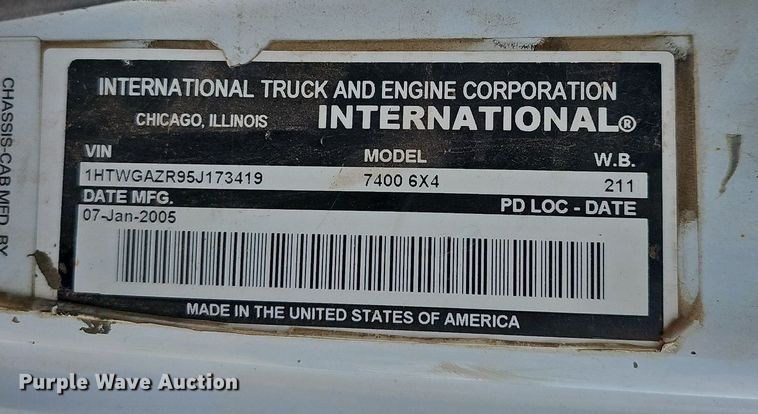 INTERNATIONAL TRUCK AND ENGINE CORPORATION
CHICAGO, ILLINOIS INTERNATIONAL®
VIN MODEL W.B.
1HTWGAZR95J173419 7400 6X4 211
DATE MFG. PD LOC - DATE
07-Jan-2005
MADE IN THE UNITED STATES OF AMERICA
CHASSIS-CAB MFD. BY
Purple Wave Auction